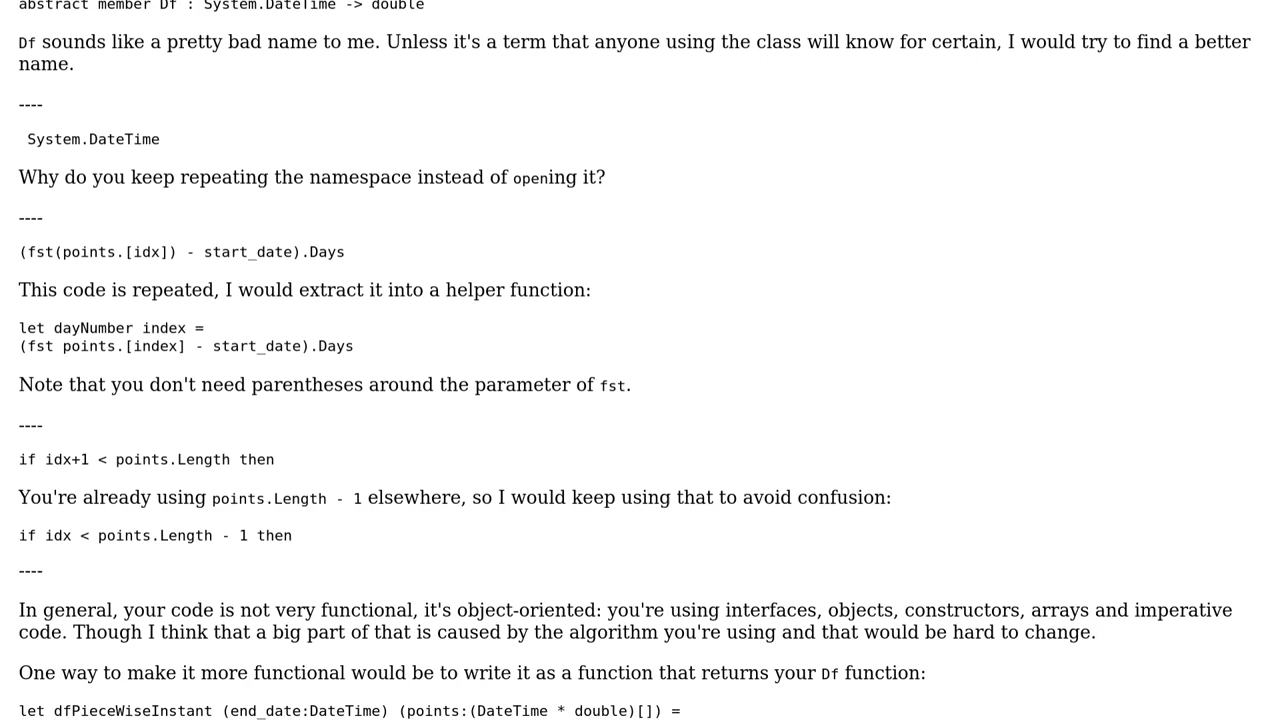 abstract member Df : System.DateTime -> double
Df sounds like a pretty bad name to me. Unless it's a term that anyone using the class will know for certain, I would try to find a better
name.
----
System.DateTime
Why do you keep repeating the namespace instead of opening it?
----
(fst(points.[idx]) - start_date).Days
This code is repeated, I would extract it into a helper function:
let dayNumber index =
(fst points.[index] - start_date).Days
Note that you don't need parentheses around the parameter of fst.
----
if idx+1 < points.Length then
You're already using points.Length - 1 elsewhere, so I would keep using that to avoid confusion:
if idx < points.Length - 1 then
----
In general, your code is not very functional, it's object-oriented: you're using interfaces, objects, constructors, arrays and imperative
code. Though I think that a big part of that is caused by the algorithm you're using and that would be hard to change.
One way to make it more functional would be to write it as a function that returns your Df function:
let dfPieceWiseInstant (end_date:DateTime) (points:(DateTime * double)[]) =